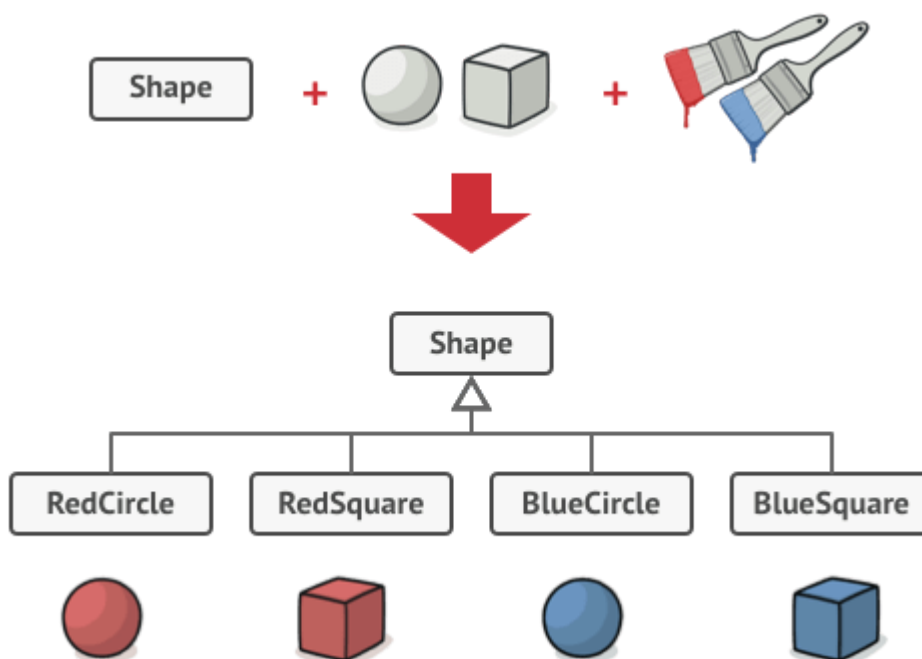 Shape
+
+
Shape
RedCircle
RedSquare
BlueCircle
BlueSquare